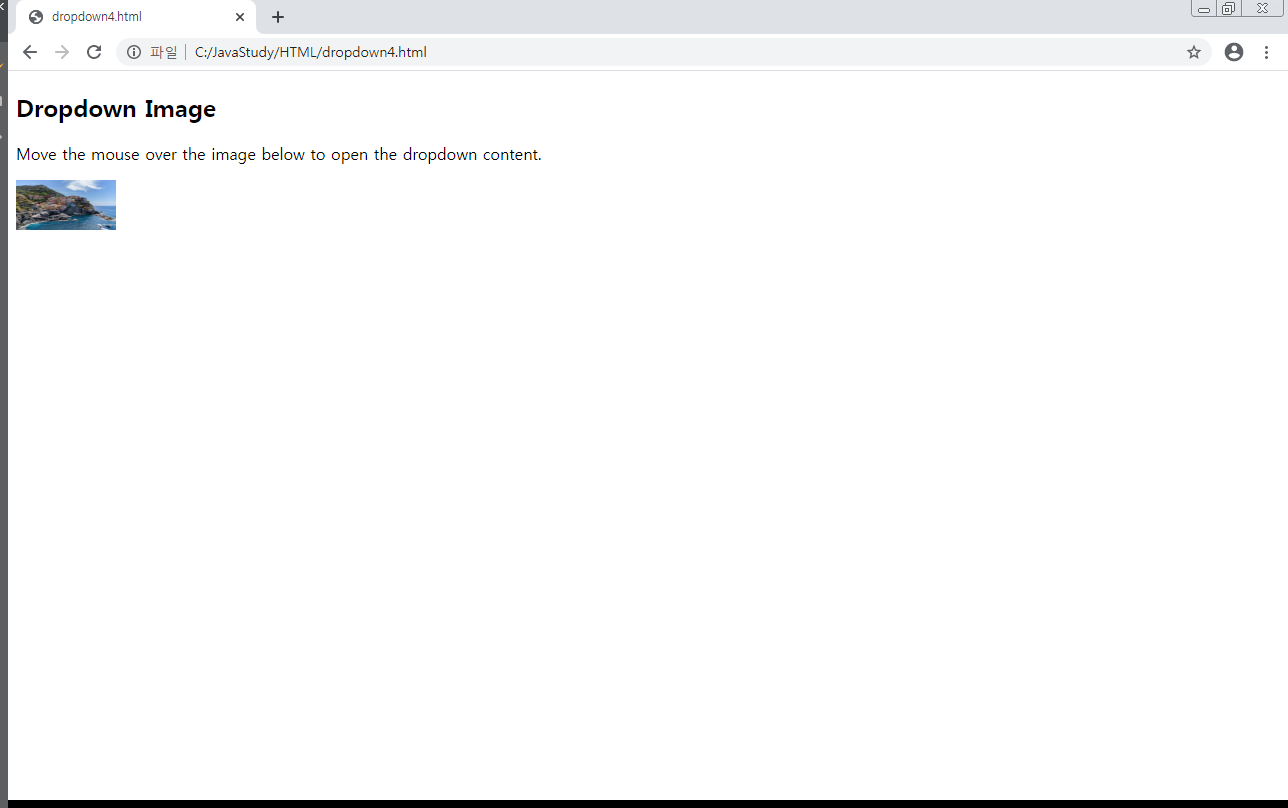 dropdown4.html
파일 C:/JavaStudy/HTML/dropdown4.html
Dropdown Image
Move the mouse over the image below to open the dropdown content.